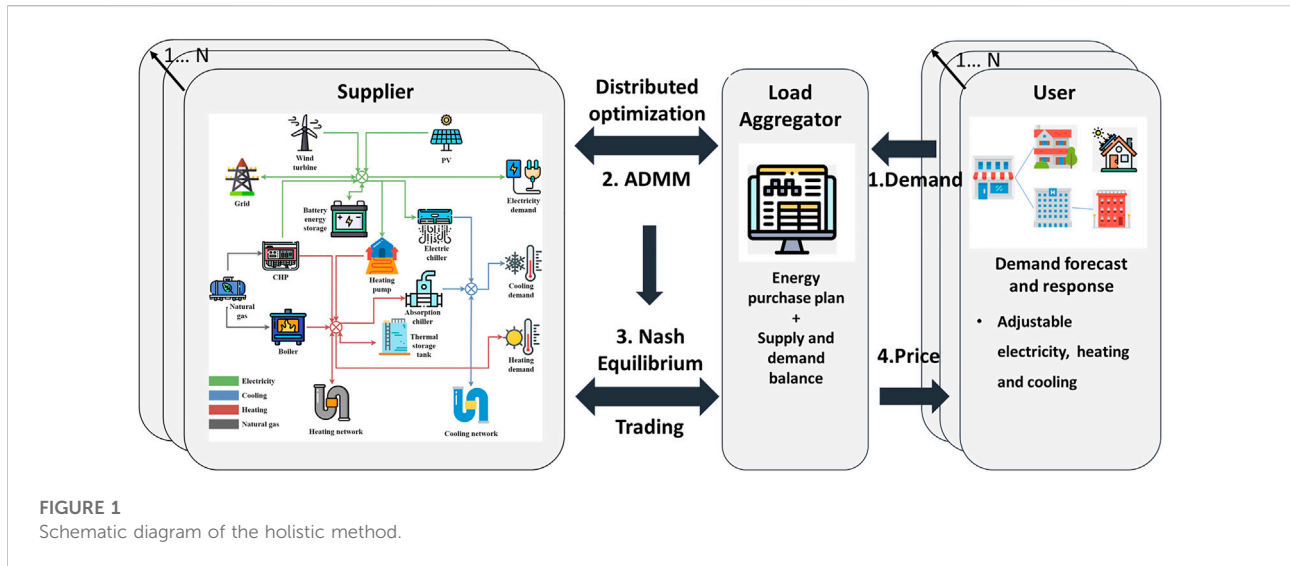 1... N
Supplier
Wind
turbine
PV
Grid
Electricity
demand
Battery
energy
storage
Electric
chiller
CHP
Heating
pump
Cooling
demand
Natural
gas
Absorption
chiller
Boiler
Thermal
storage
tank
Heating
demand
Electricity
Cooling
Heating
Natural gas
Heating network
Cooling network
Distributed
optimization
2. ADMM
3. Nash
Equilibrium
Trading
Load
Aggregator
Energy
purchase plan
+
Supply and
demand
balance
1.Demand
4.Price
1... N
User
Demand forecast
and response
• Adjustable
electricity, heating
and cooling
FIGURE 1
Schematic diagram of the holistic method.